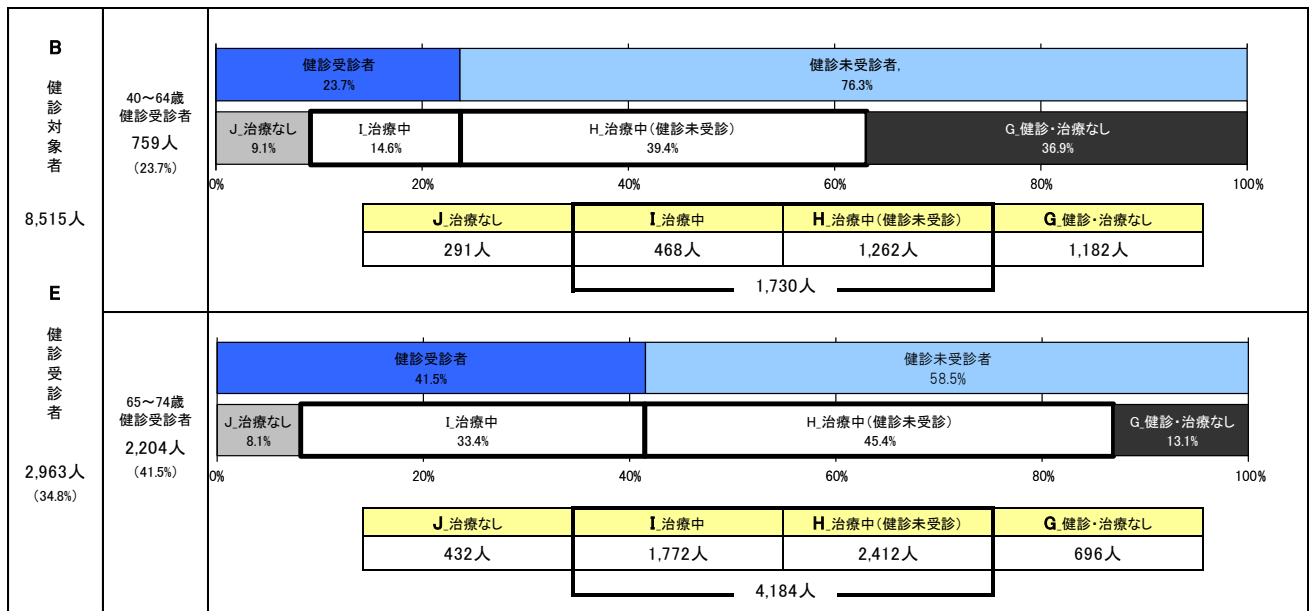 B
健診対象者
8,515人
E
健診受診者
2,963人
(34.8%)
40～64歳
健診受診者
759人
(23.7%)
健診受診者
23.7%
健診未受診者,
76.3%
J_治療なし
9.1%
I_治療中
14.6%
H_治療中(健診未受診)
39.4%
G_健診・治療なし
36.9%
0% 20% 40% 60% 80% 100%
J_治療なし I_治療中 H_治療中(健診未受診) G_健診・治療なし
291人 468人 1,262人 1,182人
1,730人
65～74歳
健診受診者
2,204人
(41.5%)
健診受診者
41.5%
健診未受診者
58.5%
J_治療なし
8.1%
I_治療中
33.4%
H_治療中(健診未受診)
45.4%
G_健診・治療なし
13.1%
0% 20% 40% 60% 80% 100%
J_治療なし I_治療中 H_治療中(健診未受診) G_健診・治療なし
432人 1,772人 2,412人 696人
4,184人